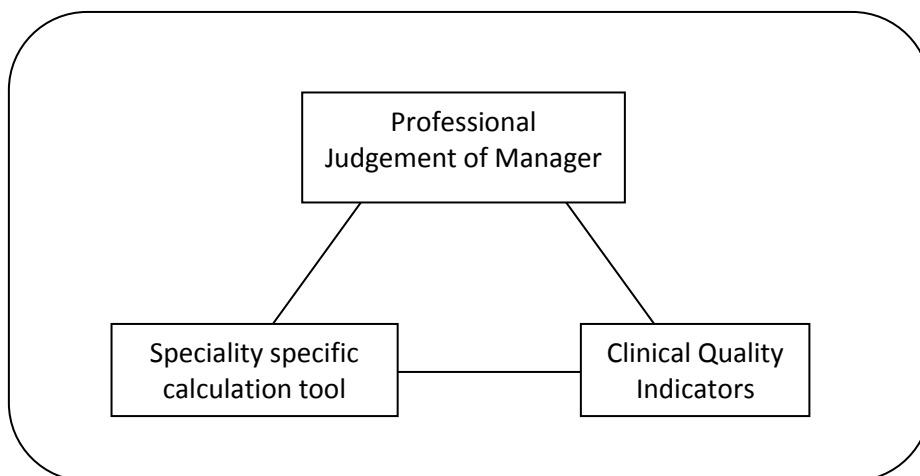 Professional
Judgement of Manager
Speciality specific
calculation tool
Clinical Quality
Indicators